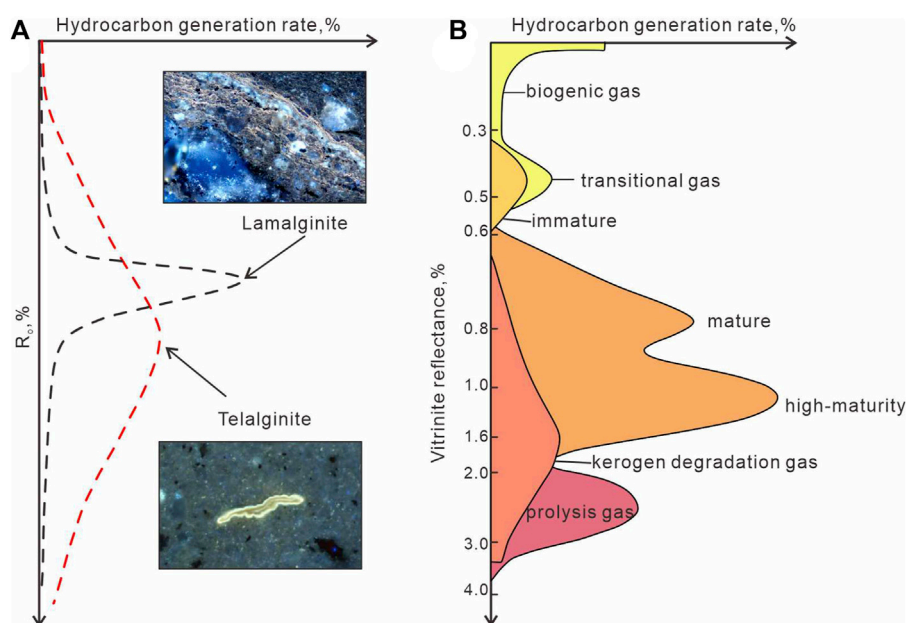 A
Hydrocarbon generation rate, %
Lamalginite
R₀, %
Telalginite
B
Hydrocarbon generation rate, %
biogenic gas
0.3
transitional gas
0.5
immature
0.6
Vitrinite reflectance, %
mature
0.8
1.0
high-maturity
1.6
kerogen degradation gas
2.0
prolysis gas
3.0
4.0